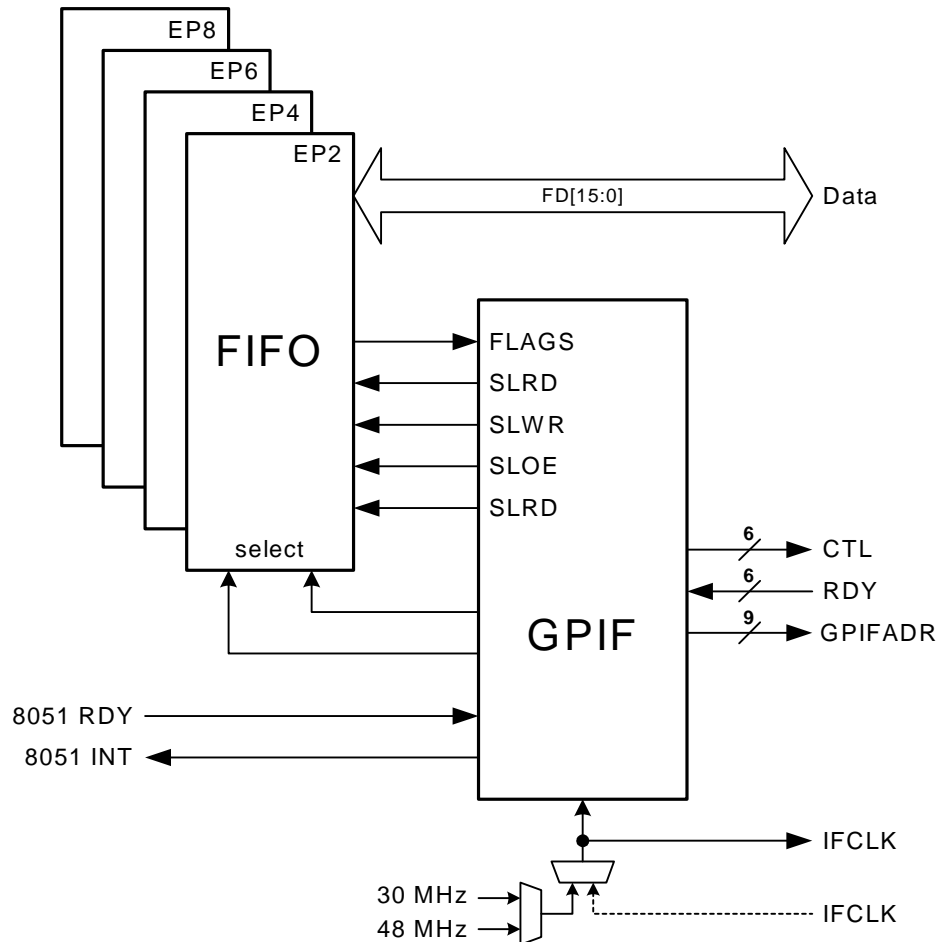 EP8
EP6
EP4
EP2
FD[15:0]
Data
FIFO
FLAGS
SLRD
SLWR
SLOE
SLRD
select
6
CTL
6
RDY
GPIF
9
GPIFADR
8051 RDY
8051 INT
IFCLK
30 MHz
48 MHz
IFCLK